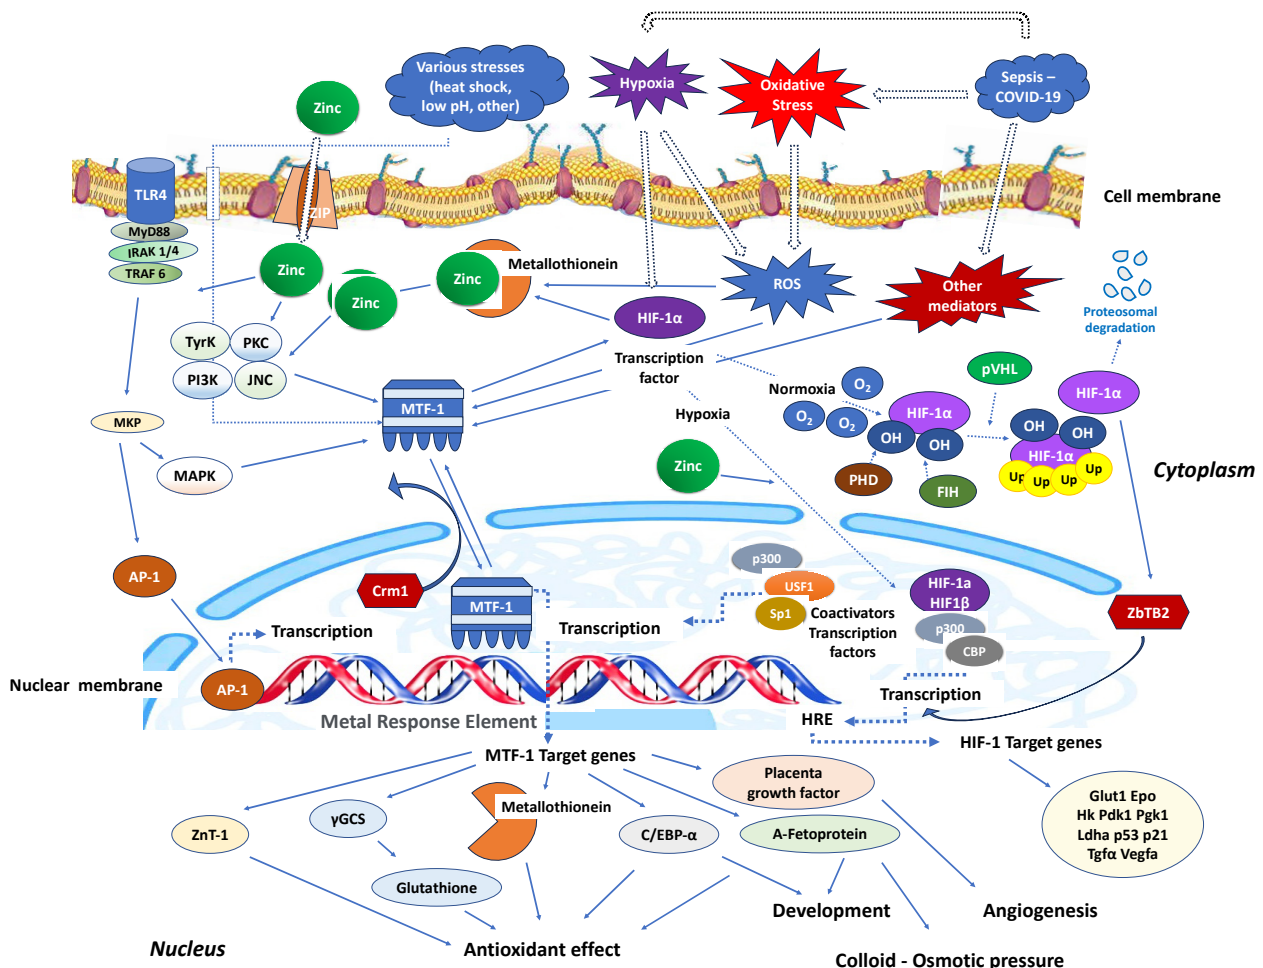 Various stresses
(heat shock,
low pH, other)
Hypoxia
Oxidative
Stress
Sepsis –
COVID-19
Zinc
TLR4
ZIP
Cell membrane
MyD88
IRAK 1/4
TRAF 6
Zinc
Zinc
Zinc
Metallothionein
ROS
Other
mediators
HIF-1α
Proteosomal
degradation
TyrK
PKC
PI3K
JNC
Transcription
factor
MTF-1
Normoxia
O2
O2
O2
pVHL
HIF-1α
HIF-1α
OH
OH
OH
OH
HIF-1α
Up
Up
Up
Up
PHD
FIH
MKP
MAPK
Hypoxia
Zinc
Cytoplasm
AP-1
Crm1
MTF-1
p300
USF1
Sp1
Coactivators
Transcription
factors
HIF-1a
HIF1β
p300
CBP
ZbTB2
Transcription
Transcription
Transcription
Nuclear membrane
AP-1
Metal Response Element
HRE
HIF-1 Target genes
MTF-1 Target genes
Placenta
growth factor
Glut1 Epo
Hk Pdk1 Pgk1
Ldha p53 p21
Tgfα Vegfa
ZnT-1
γGCS
Metallothionein
C/EBP-α
A-Fetoprotein
Glutathione
Development
Angiogenesis
Nucleus
Antioxidant effect
Colloid - Osmotic pressure